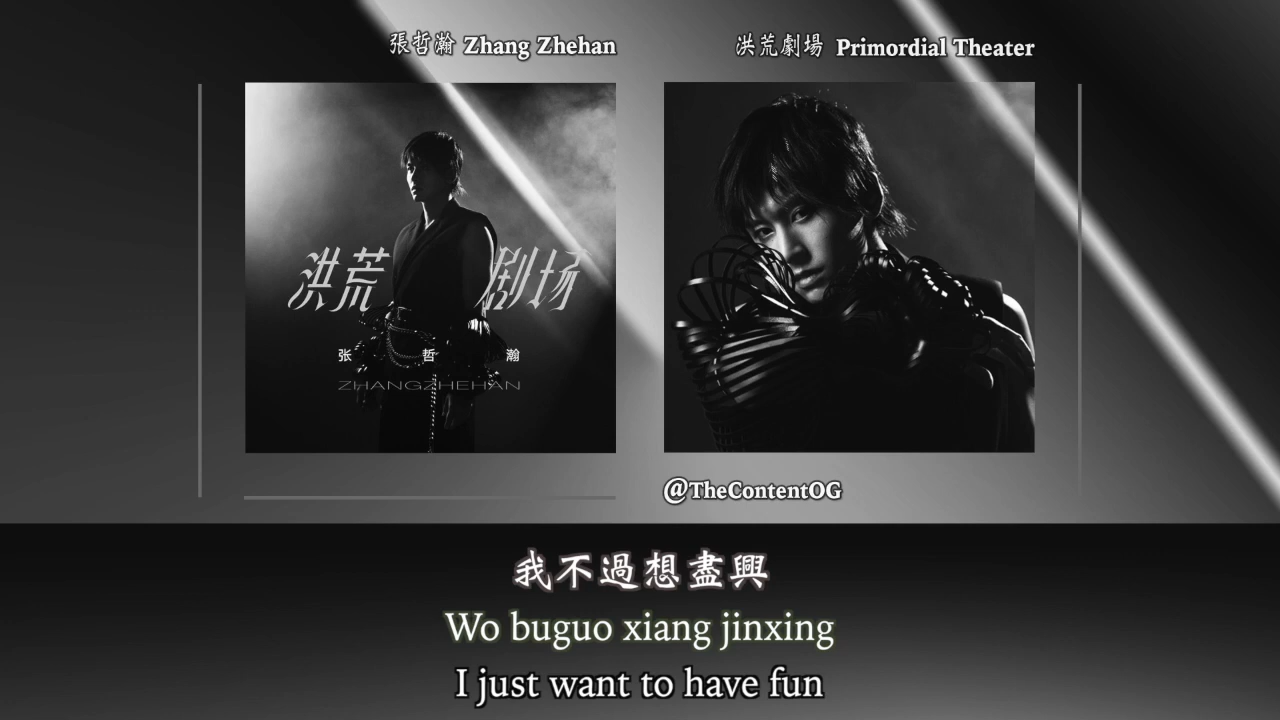 張哲瀚 Zhang Zhehan
洪荒劇場 Primordial Theater
洪荒 剧场
张 哲 瀚
ZHANGZHEHAN
@TheContentOG
我不過想盡興
Wo buguo xiang jinxing
I just want to have fun